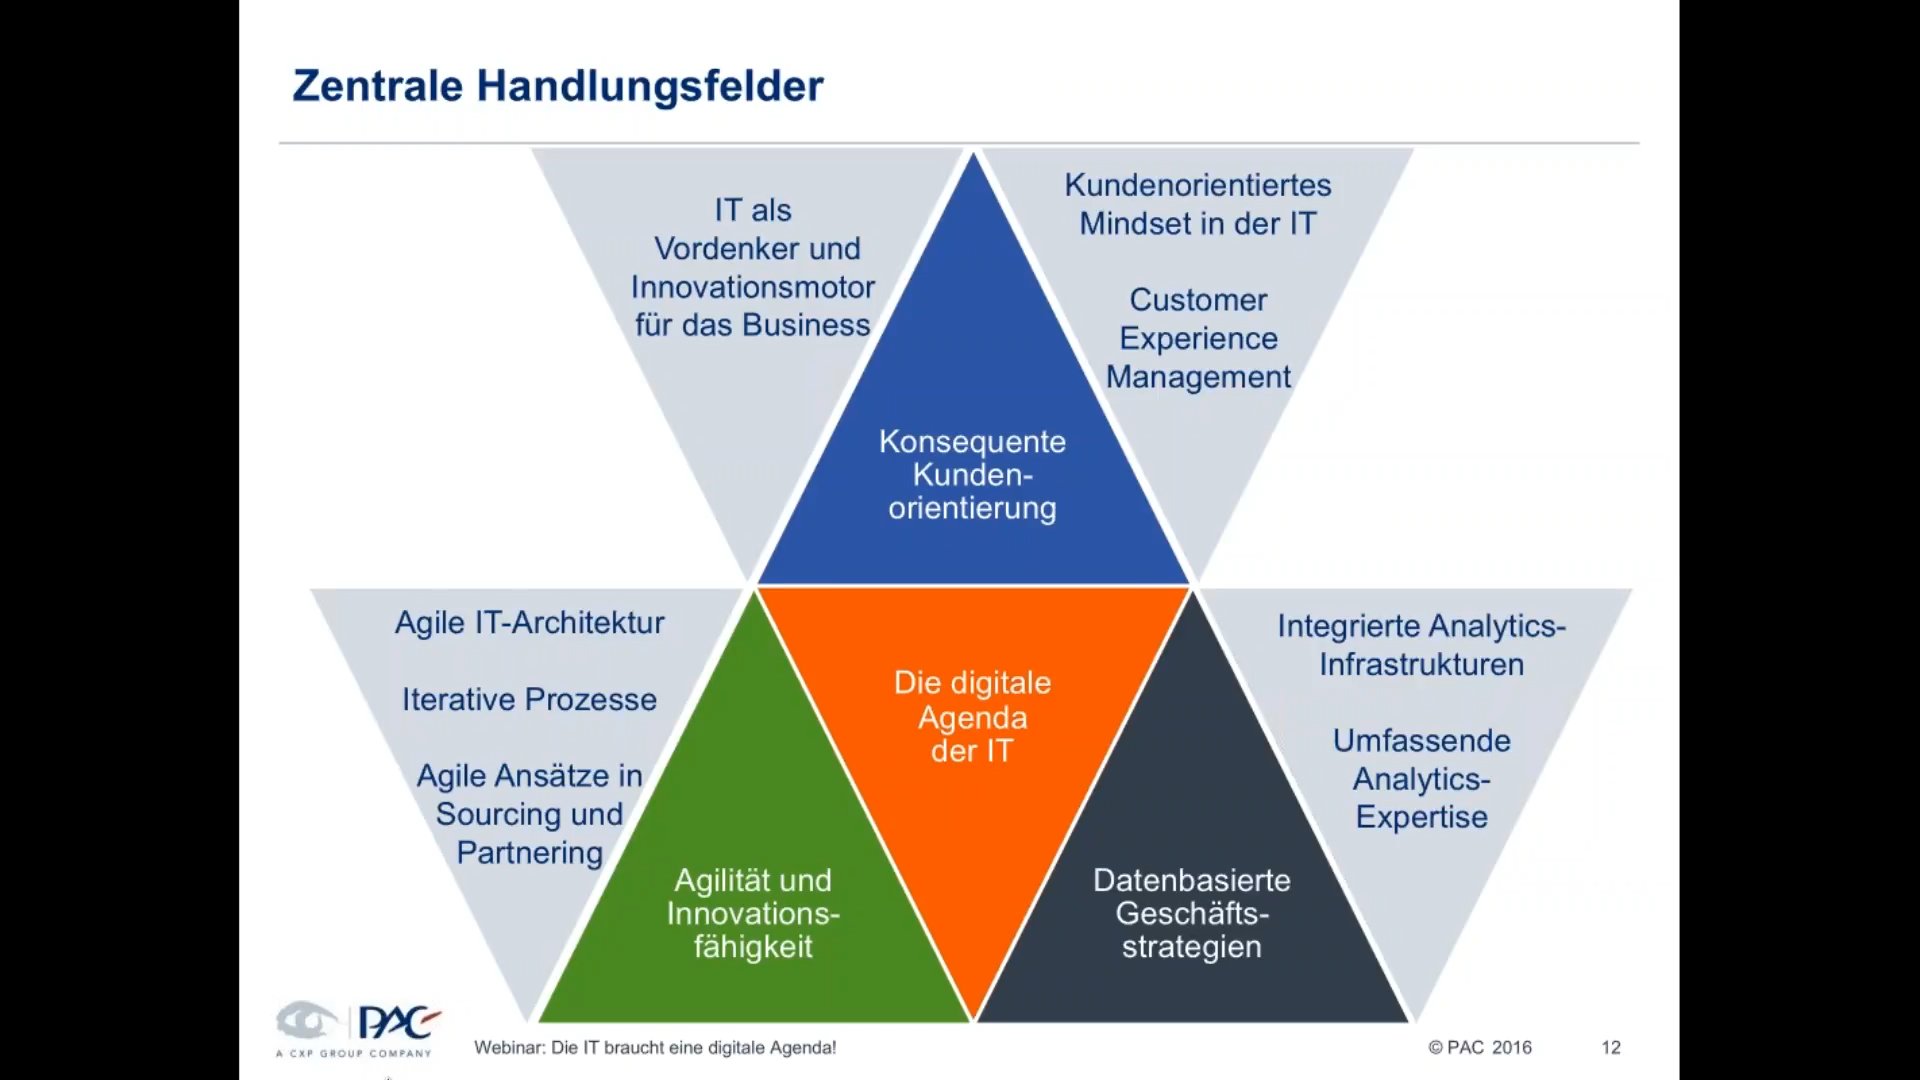 Zentrale Handlungsfelder
IT als
Vordenker und
Innovationsmotor
für das Business
Kundenorientiertes
Mindset in der IT
Customer
Experience
Management
Konsequente
Kunden-
orientierung
Agile IT-Architektur
Iterative Prozesse
Agile Ansätze in
Sourcing und
Partnering
Agilität und
Innovations-
fähigkeit
Die digitale
Agenda
der IT
Datenbasierte
Geschäfts-
strategien
Integrierte Analytics-
Infrastrukturen
Umfassende
Analytics-
Expertise
PAC
A CXP GROUP COMPANY
Webinar: Die IT braucht eine digitale Agenda!
© PAC 2016
12